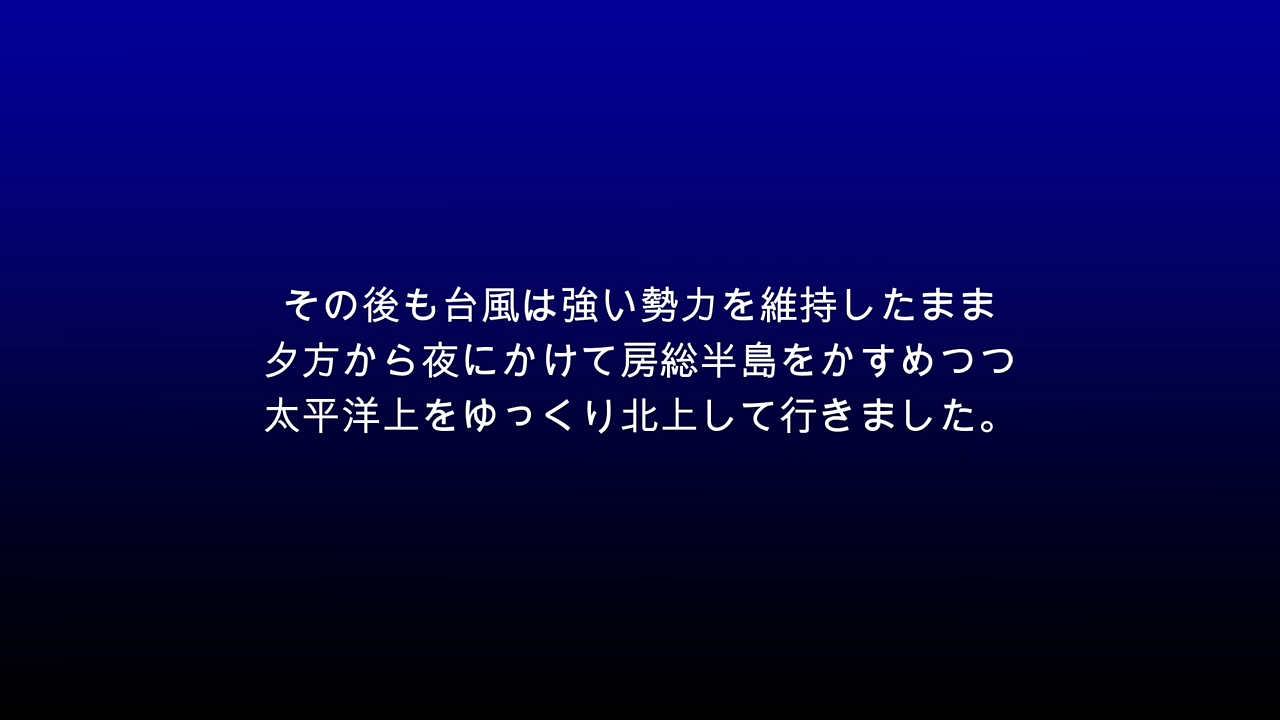 その後も台風は強い勢力を維持したまま
夕方から夜にかけて房総半島をかすめつつ
太平洋上をゆっくり北上して行きました。